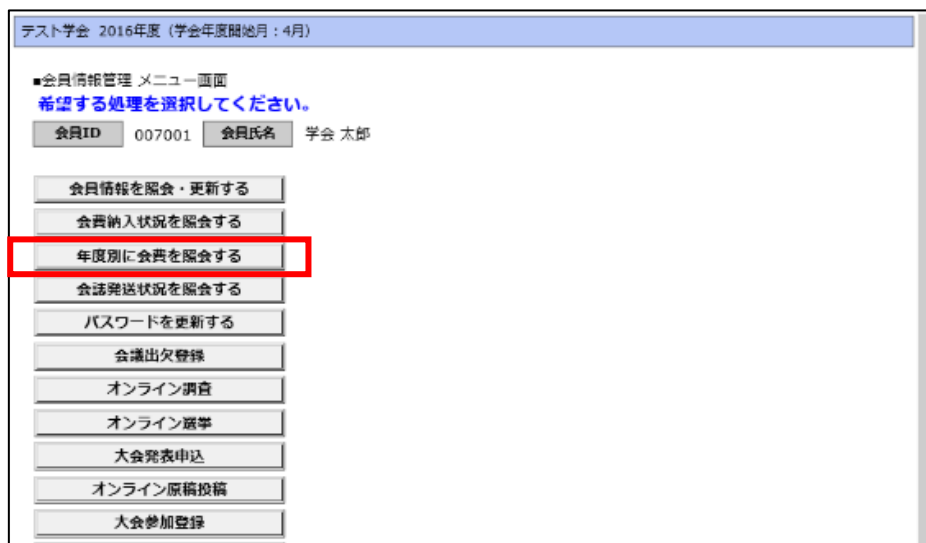 テスト学会 2016年度（学会年度開始月：4月）
■会員情報管理 メニュー画面
希望する処理を選択してください。
会員ID 007001 会員氏名 学会 太郎
会員情報を照会・更新する
会費納入状況を照会する
年度別に会費を照会する
会誌発送状況を照会する
パスワードを更新する
会議出欠登録
オンライン調査
オンライン選挙
大会発表申込
オンライン原稿投稿
大会参加登録